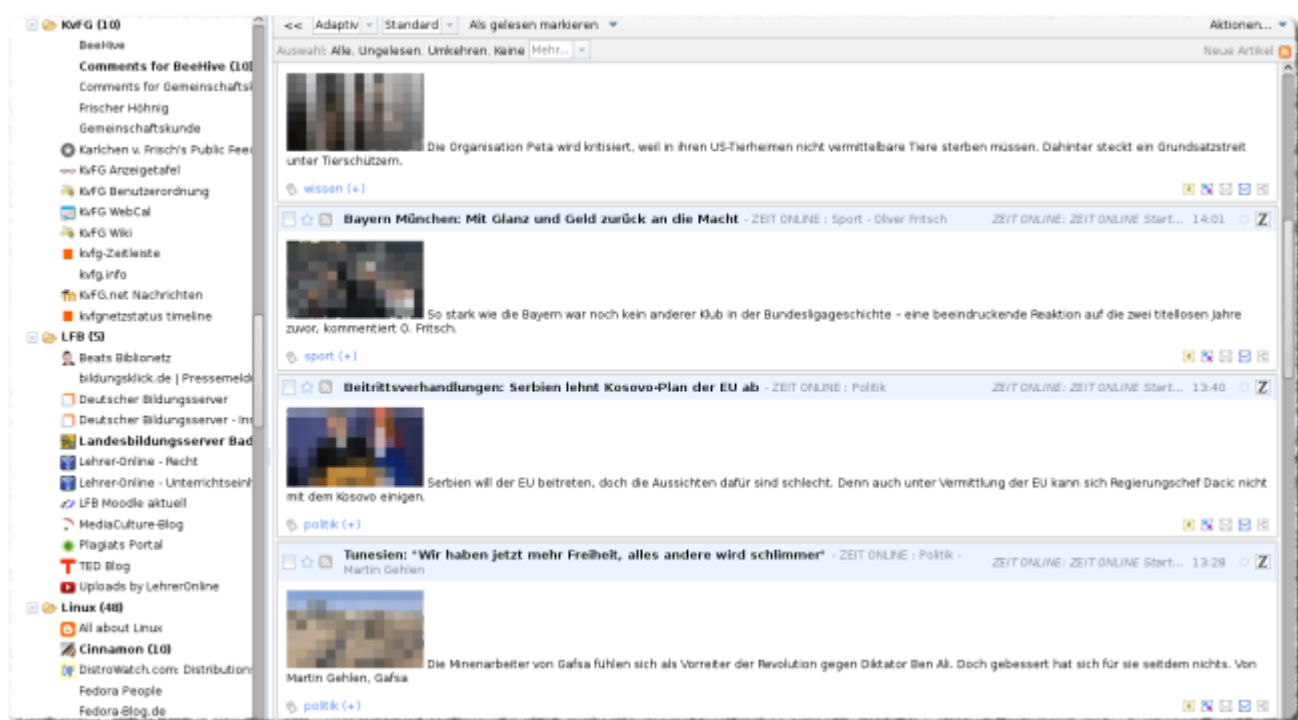 KvFG (10)
BeeHive
Comments for BeeHive (10)
Comments for Gemeinschafts
Frischer Höhnig
Gemeinschaftskunde
Karlchen v. Frisch's Public Fee
KvFG Anzeigetafel
KvFG Benutzerordnung
KvFG WebCal
KvFG Wiki
kvfg-Zeitleiste
kvfg.info
KvFG.net Nachrichten
kvfgnetzstatus timeline
LFB (5)
Beats Biblionetz
bildungsklick.de | Pressemeld
Deutscher Bildungsserver
Deutscher Bildungsserver - In
Landesbildungsserver Bad
Lehrer-Online - Recht
Lehrer-Online - Unterrichtsein
LFB Moodle aktuell
MediaCulture-Blog
Plagiats Portal
TED Blog
Uploads by LehrerOnline
Linux (48)
All about Linux
Cinnamon (10)
DistroWatch.com: Distribution
Fedora People
Fedora-Blog.de
<< Adaptiv Standard Als gelesen markieren Aktionen...
Auswahl: Alle, Ungelesen, Umkehren, Keine Mehr... Neue Artikel
Die Organisation Peta wird kritisiert, weil in ihren US-Tierheimen nicht vermittelbare Tiere sterben müssen. Dahinter steckt ein Grundsatzstreit
unter Tierschützern.
wissen (+)
Bayern München: Mit Glanz und Geld zurück an die Macht - ZEIT ONLINE : Sport - Oliver Fritsch ZEIT ONLINE: ZEIT ONLINE Start... 14:01 Z
So stark wie die Bayern war noch kein anderer Klub in der Bundesligageschichte – eine beeindruckende Reaktion auf die zwei titellosen Jahre
zuvor, kommentiert O. Fritsch.
sport (+)
Beitrittsverhandlungen: Serbien lehnt Kosovo-Plan der EU ab - ZEIT ONLINE : Politik ZEIT ONLINE: ZEIT ONLINE Start... 13:40 Z
Serbien will der EU beitreten, doch die Aussichten dafür sind schlecht. Denn auch unter Vermittlung der EU kann sich Regierungschef Dacic nicht
mit dem Kosovo einigen.
politik (+)
Tunesien: "Wir haben jetzt mehr Freiheit, alles andere wird schlimmer" - ZEIT ONLINE : Politik -
Martin Gehlen ZEIT ONLINE: ZEIT ONLINE Start... 13:28 Z
Die Minenarbeiter von Gafsa fühlen sich als Vorreiter der Revolution gegen Diktator Ben Ali. Doch gebessert hat sich für sie seitdem nichts. Von
Martin Gehlen, Gafsa
politik (+)